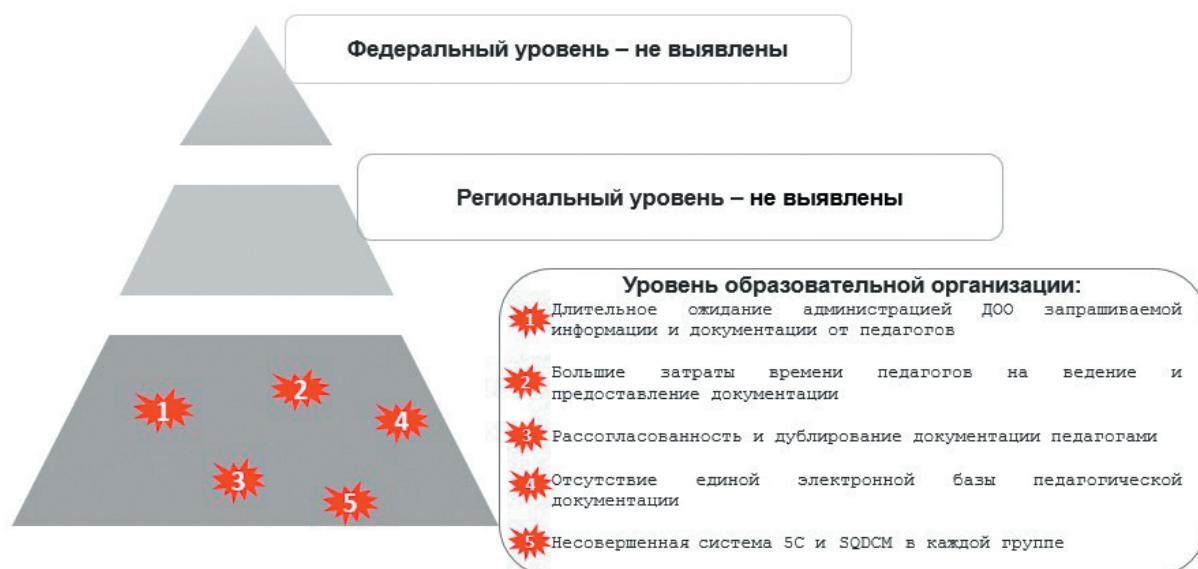 Федеральный уровень – не выявлены
Региональный уровень – не выявлены
Уровень образовательной организации:
1 Длительное ожидание администрацией ДОО запрашиваемой
информации и документации от педагогов
2 Большие затраты времени педагогов на ведение и
предоставление документации
3 Рассогласованность и дублирование документации педагогами
4 Отсутствие единой электронной базы педагогической
документации
5 Несовершенная система 5С и SQDCM в каждой группе
1
2
4
3
5